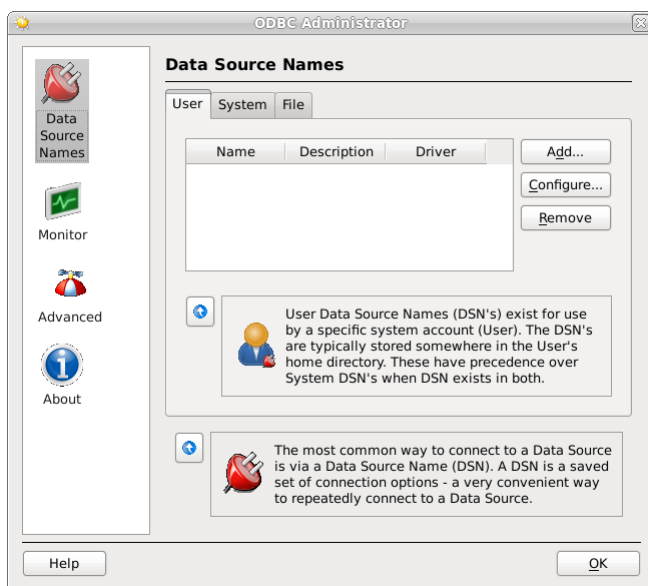 ODBC Administrator
Data
Source
Names
Monitor
Advanced
About
Data Source Names
User System File
Name Description Driver
Add...
Configure...
Remove
User Data Source Names (DSN's) exist for use
by a specific system account (User). The DSN's
are typically stored somewhere in the User's
home directory. These have precedence over
System DSN's when DSN exists in both.
The most common way to connect to a Data Source
is via a Data Source Name (DSN). A DSN is a saved
set of connection options - a very convenient way
to repeatedly connect to a Data Source.
Help
OK